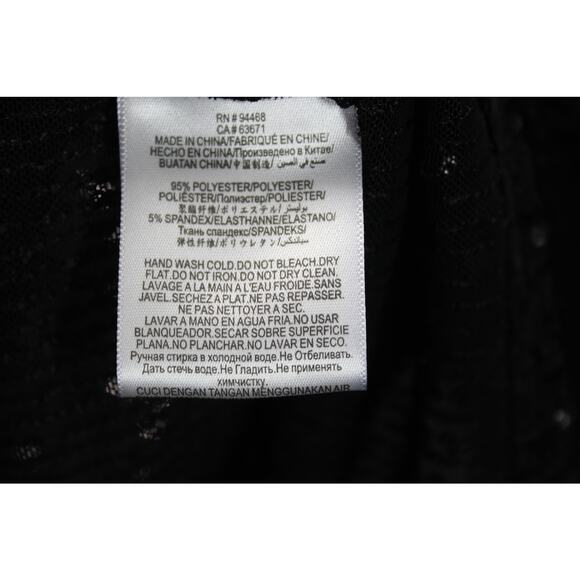 RN # 94468
CA # 63671
MADE IN CHINA/FABRIQUÉ EN CHINE/
HECHO EN CHINA/Произведено в Китае/
BUATAN CHINA/中国制造/ صنع في الصين
95% POLYESTER/POLYESTER/
POLIÉSTER/Полиэстер/POLIESTER/
聚酯纤维/ポリエステル/بوليستر
5% SPANDEX/ELASTHANNE/ELASTANO/
Ткань спандекс/SPANDEKS/
弹性纤维/ポリウレタン/سباندكس
HAND WASH COLD.DO NOT BLEACH.DRY
FLAT.DO NOT IRON.DO NOT DRY CLEAN.
LAVAGE A LA MAIN A L'EAU FROIDE.SANS
JAVEL.SECHEZ A PLAT.NE PAS REPASSER.
NE PAS NETTOYER A SEC.
LAVAR A MANO EN AGUA FRIA.NO USAR
BLANQUEADOR.SECAR SOBRE SUPERFICIE
PLANA.NO PLANCHAR.NO LIMPIAR EN SECO.
Ручная стирка в холодной воде.Не Отбеливать.
Дать стечь воде.Не Гладить.Не применять
химчистку.
CUCI DENGAN TANGAN MENGGUNAKAN AIR